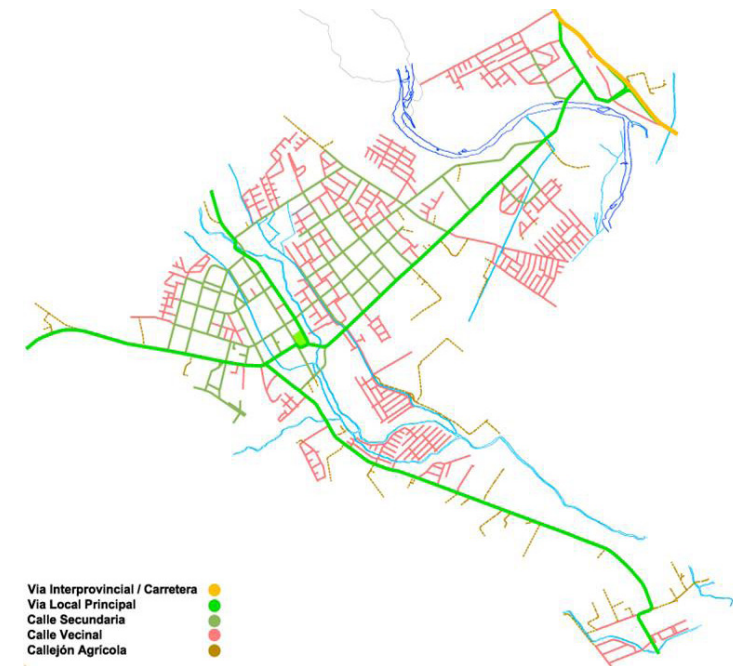 Via Interprovincial / Carretera
Via Local Principal
Calle Secundaria
Calle Vecinal
Callejón Agrícola